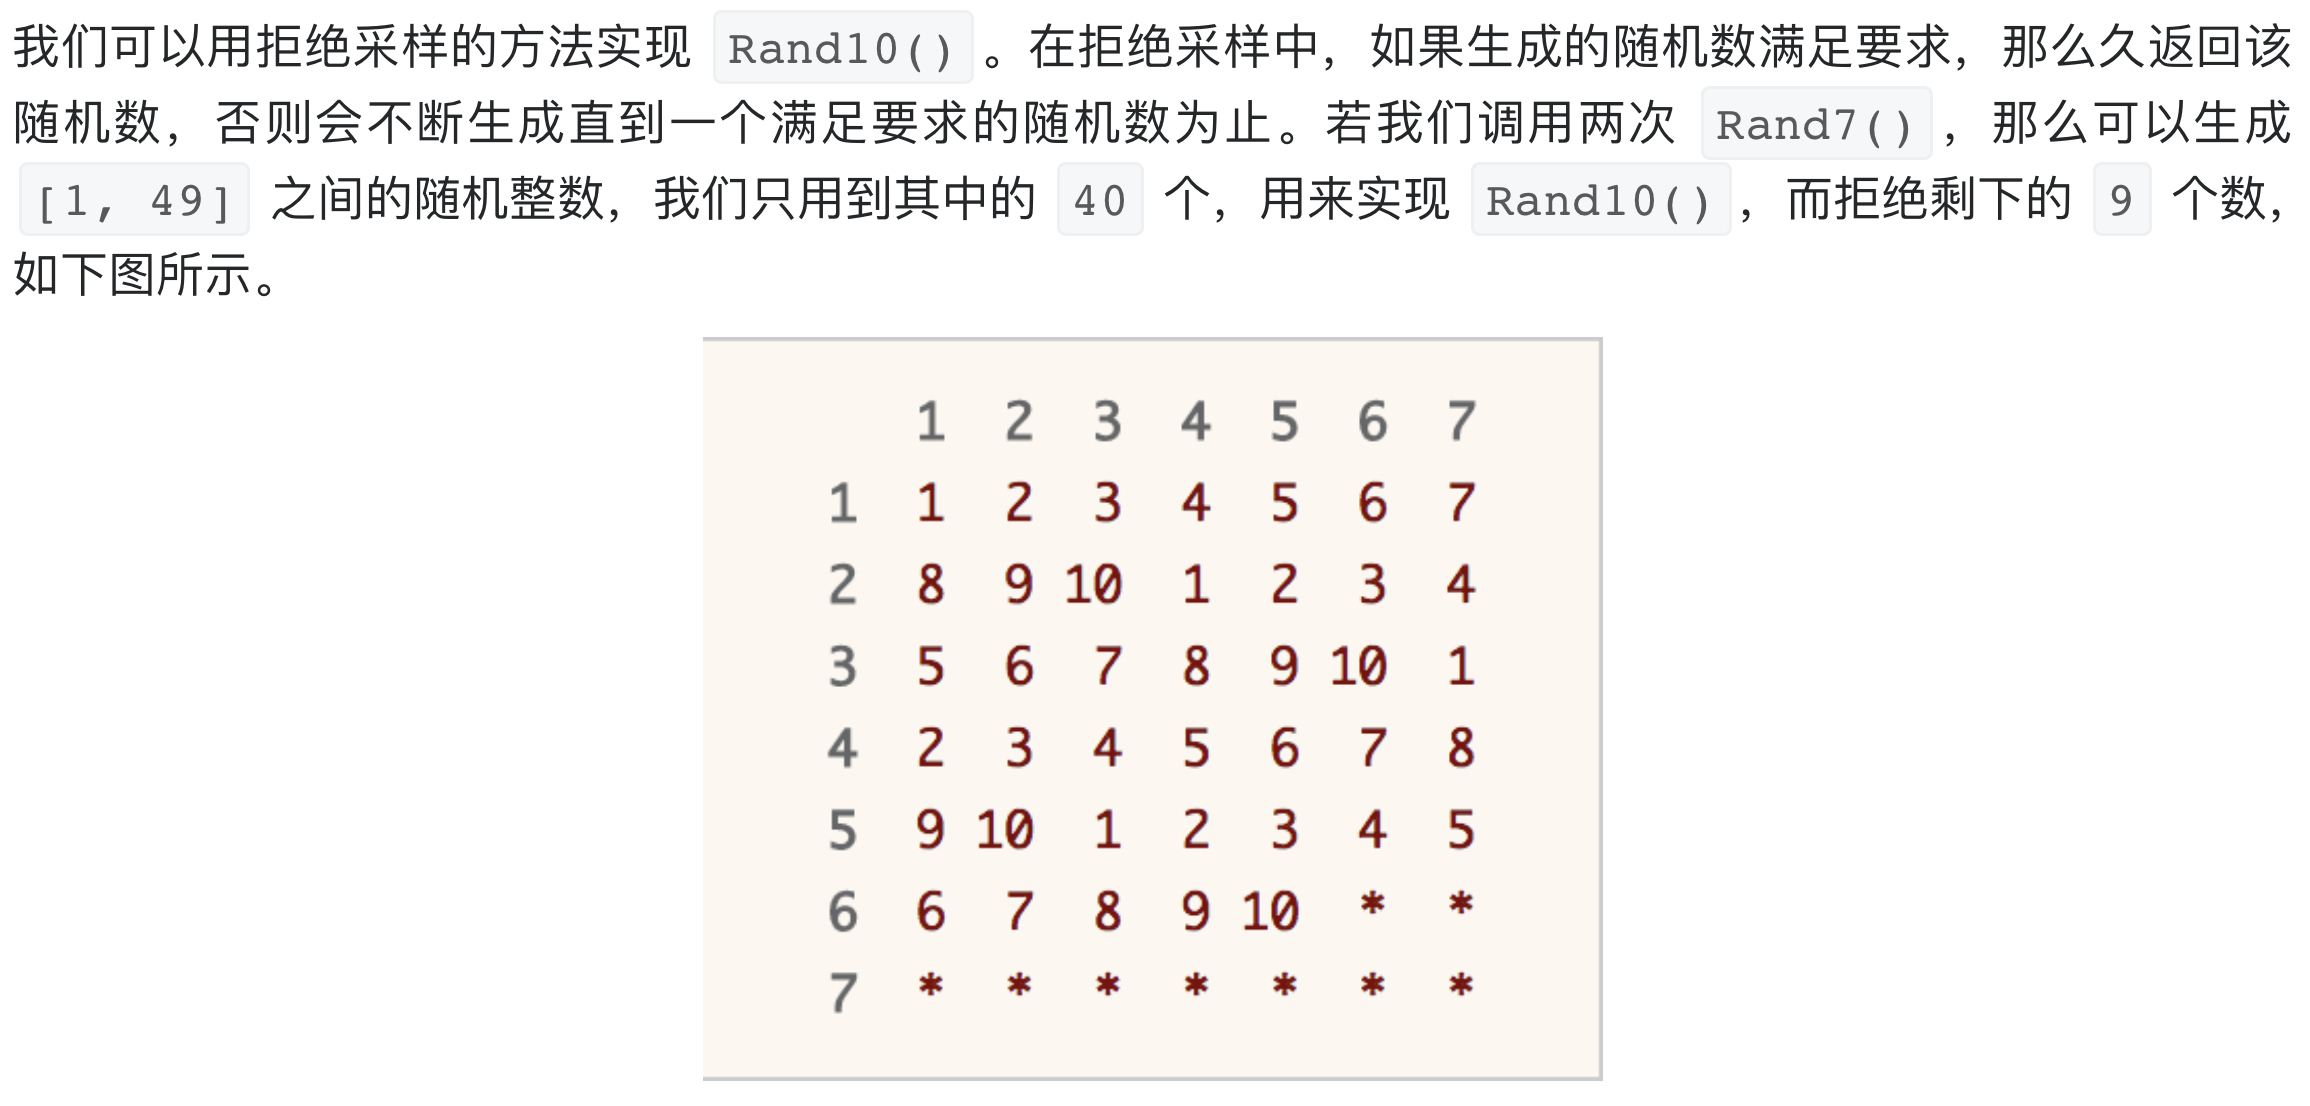 我们可以用拒绝采样的方法实现 Rand10() 。在拒绝采样中，如果生成的随机数满足要求，那么久返回该
随机数，否则会不断生成直到一个满足要求的随机数为止。若我们调用两次 Rand7() ，那么可以生成
[1, 49] 之间的随机整数，我们只用到其中的 40 个，用来实现 Rand10() ，而拒绝剩下的 9 个数，
如下图所示。
1 2 3 4 5 6 7
1 1 2 3 4 5 6 7
2 8 9 10 1 2 3 4
3 5 6 7 8 9 10 1
4 2 3 4 5 6 7 8
5 9 10 1 2 3 4 5
6 6 7 8 9 10 * *
7 * * * * * * *